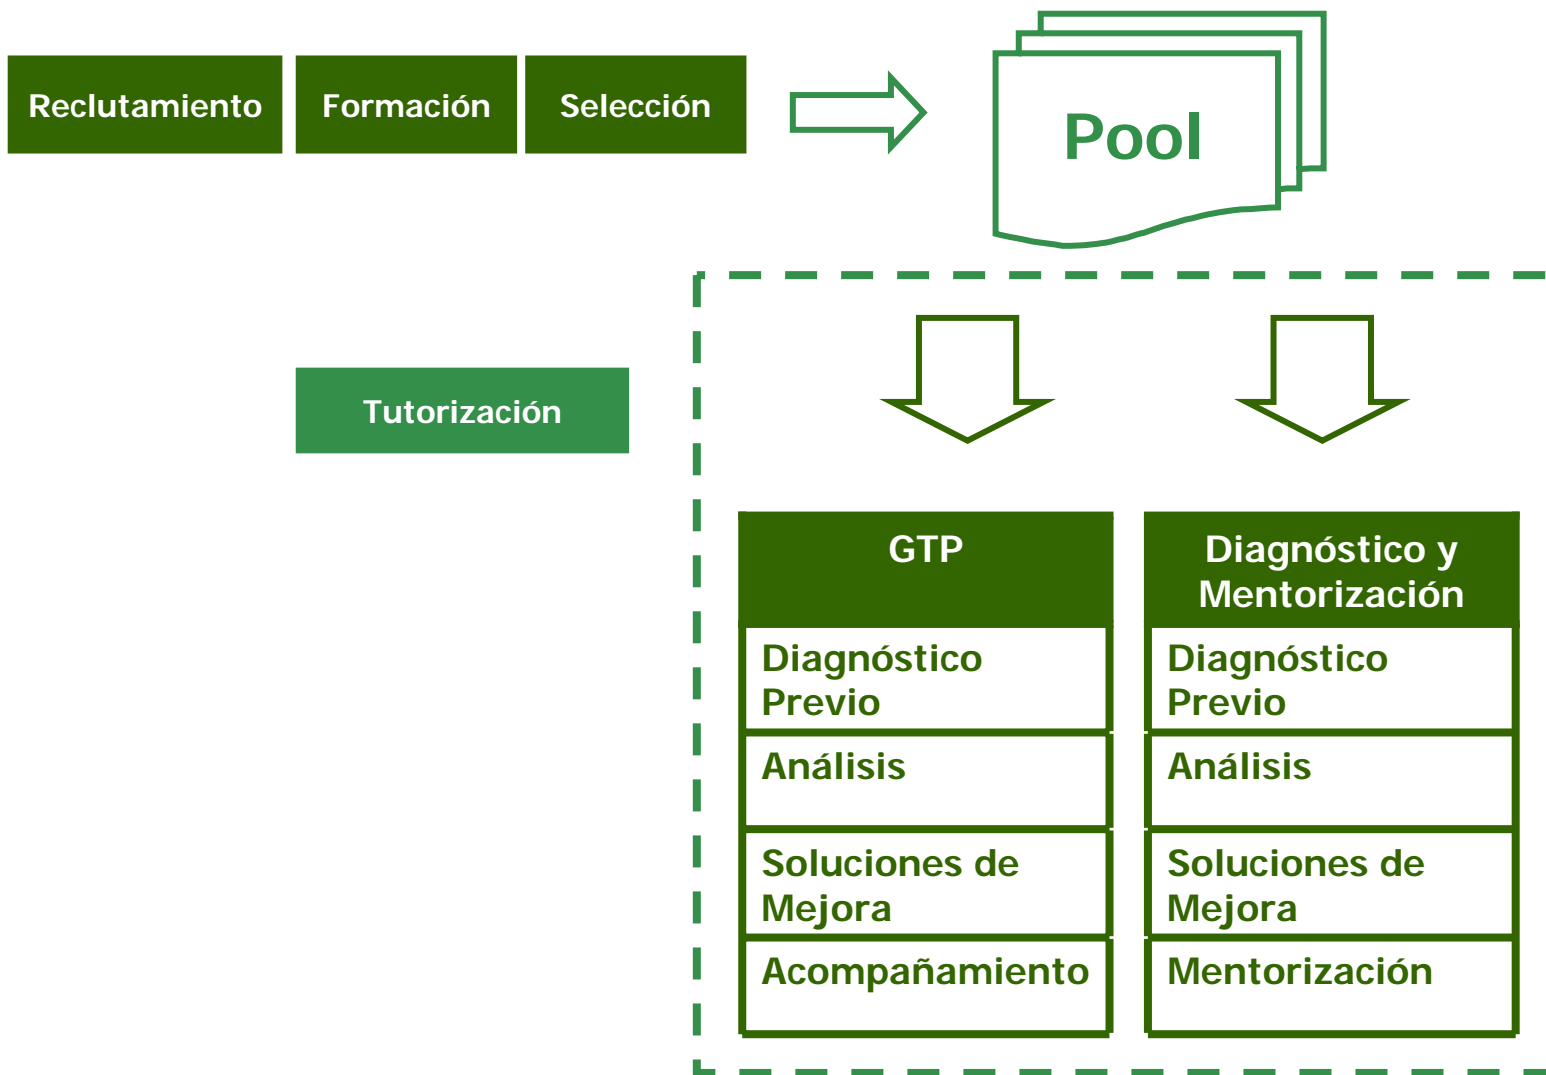 Reclutamiento
Formación
Selección
Pool
Tutorización
GTP
Diagnóstico
Previo
Análisis
Soluciones de
Mejora
Acompañamiento
Diagnóstico y
Mentorización
Diagnóstico
Previo
Análisis
Soluciones de
Mejora
Mentorización